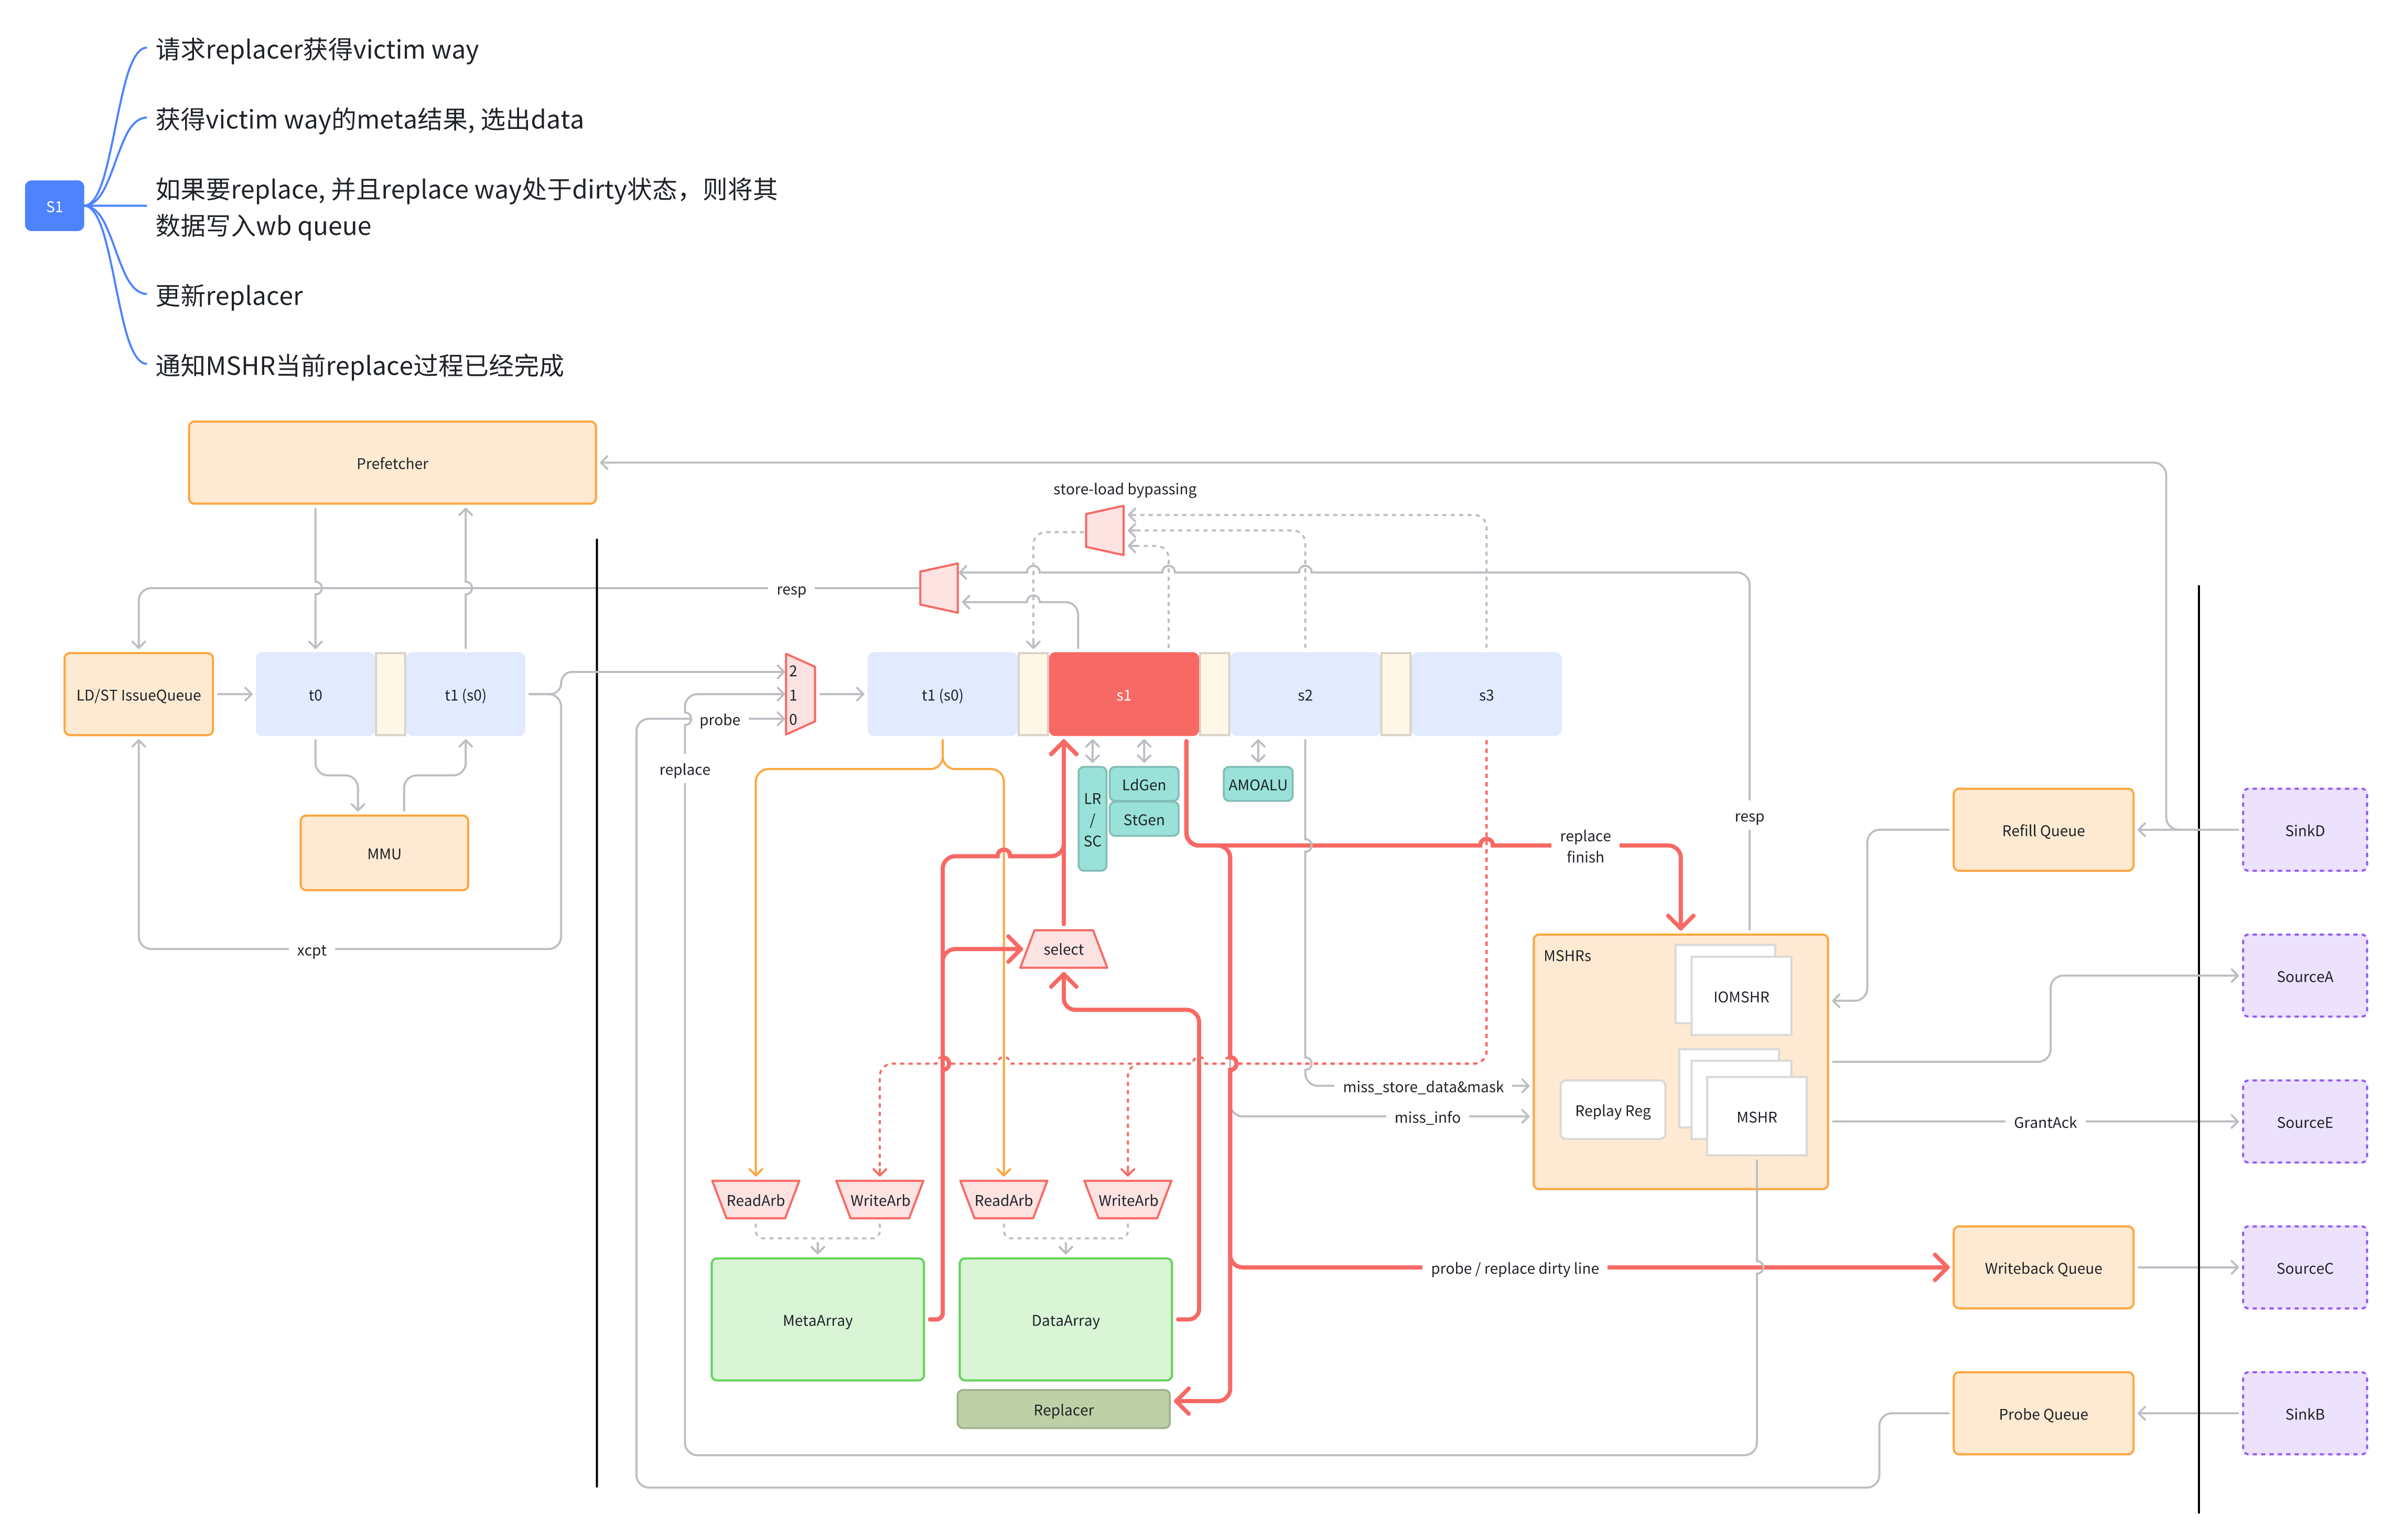 请求replacer获得victim way
获得victim way的meta结果, 选出data
S1
如果要replace, 并且replace way处于dirty状态，则将其
数据写入wb queue
更新replacer
通知MSHR当前replace过程已经完成
Prefetcher
store-load bypassing
resp
LD/ST IssueQueue
t0
t1 (s0)
2
1
0
probe
replace
t1 (s0)
s1
s2
s3
MMU
xcpt
LR
/
SC
LdGen
StGen
AMOALU
resp
replace
finish
select
MSHRs
IOMSHR
Replay Reg
MSHR
miss_store_data&mask
miss_info
GrantAck
Refill Queue
SinkD
SourceA
SourceE
ReadArb
WriteArb
ReadArb
WriteArb
MetaArray
DataArray
Replacer
probe / replace dirty line
Writeback Queue
SourceC
Probe Queue
SinkB